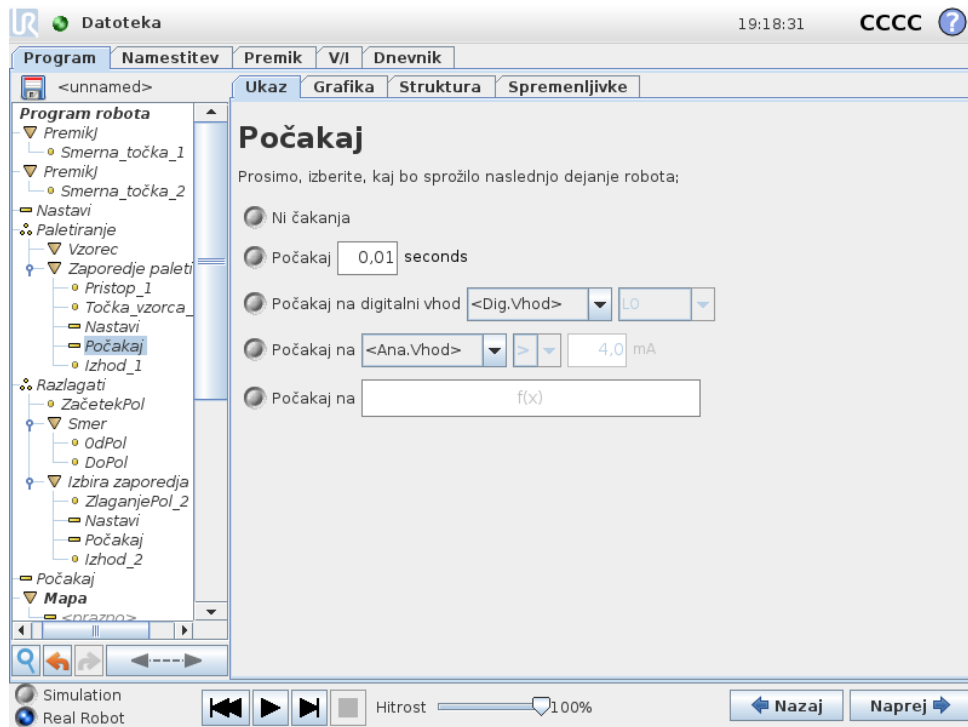 UR Datoteka 19:18:31 CCCC ?
Program Namestitev Premik V/I Dnevnik
<unnamed>
Ukaz Grafika Struktura Spremenljivke
Program robota
PremikJ
Smerna_točka_1
PremikJ
Smerna_točka_2
Nastavi
Paletiranje
Vzorec
Zaporedje paleti
Pristop_1
Točka_vzorca_
Nastavi
Počakaj
Izhod_1
Razlagati
ZačetekPol
Smer
0dPol
DoPol
Izbira zaporedja
ZlaganjePol_2
Nastavi
Počakaj
Izhod_2
Počakaj
Mapa
<prazno>
Počakaj
Prosimo, izberite, kaj bo sprožilo naslednjo dejanje robota;
Ni čakanja
Počakaj 0,01 seconds
Počakaj na digitalni vhod <Dig.Vhod> LO
Počakaj na <Ana.Vhod> > 4,0 mA
Počakaj na f(x)
Simulation
Real Robot
Hitrost 100%
Nazaj Naprej